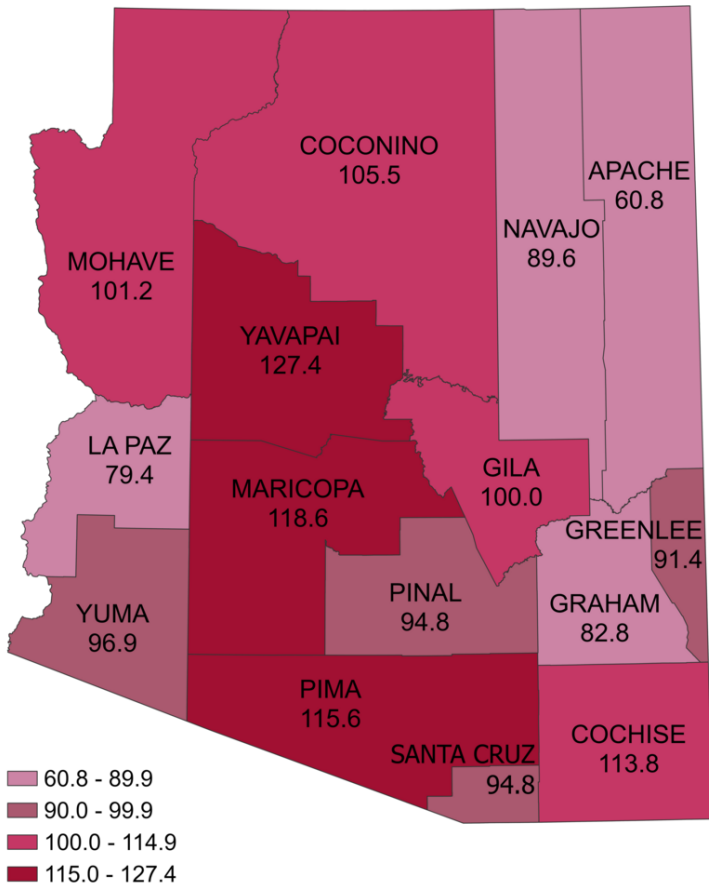 COCONINO
105.5
APACHE
60.8
NAVAJO
89.6
MOHAVE
101.2
YAVAPAI
127.4
LA PAZ
79.4
GILA
100.0
MARICOPA
118.6
GREENLEE
91.4
PINAL
94.8
GRAHAM
82.8
YUMA
96.9
PIMA
115.6
COCHISE
113.8
SANTA CRUZ
94.8
60.8 - 89.9
90.0 - 99.9
100.0 - 114.9
115.0 - 127.4